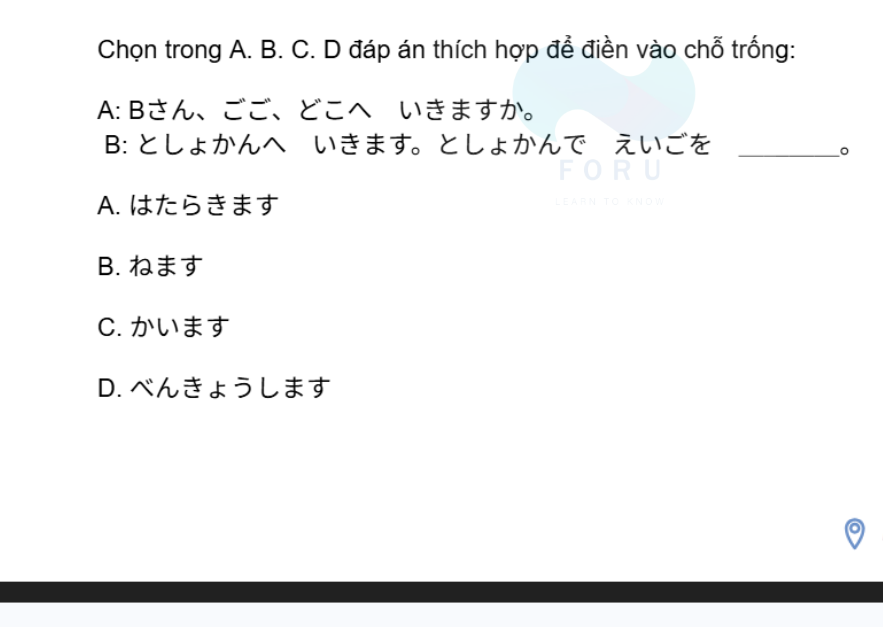 Chọn trong A. B. C. D đáp án thích hợp để điền vào chỗ trống:
A: Bさん、ごご、どこへ いきますか。
B: としょかんへ いきます。としょかんで えいごを ________。
FORU
LEARN TO KNOW
A. はたらきます
B. ねます
C. かいます
D. べんきょうします